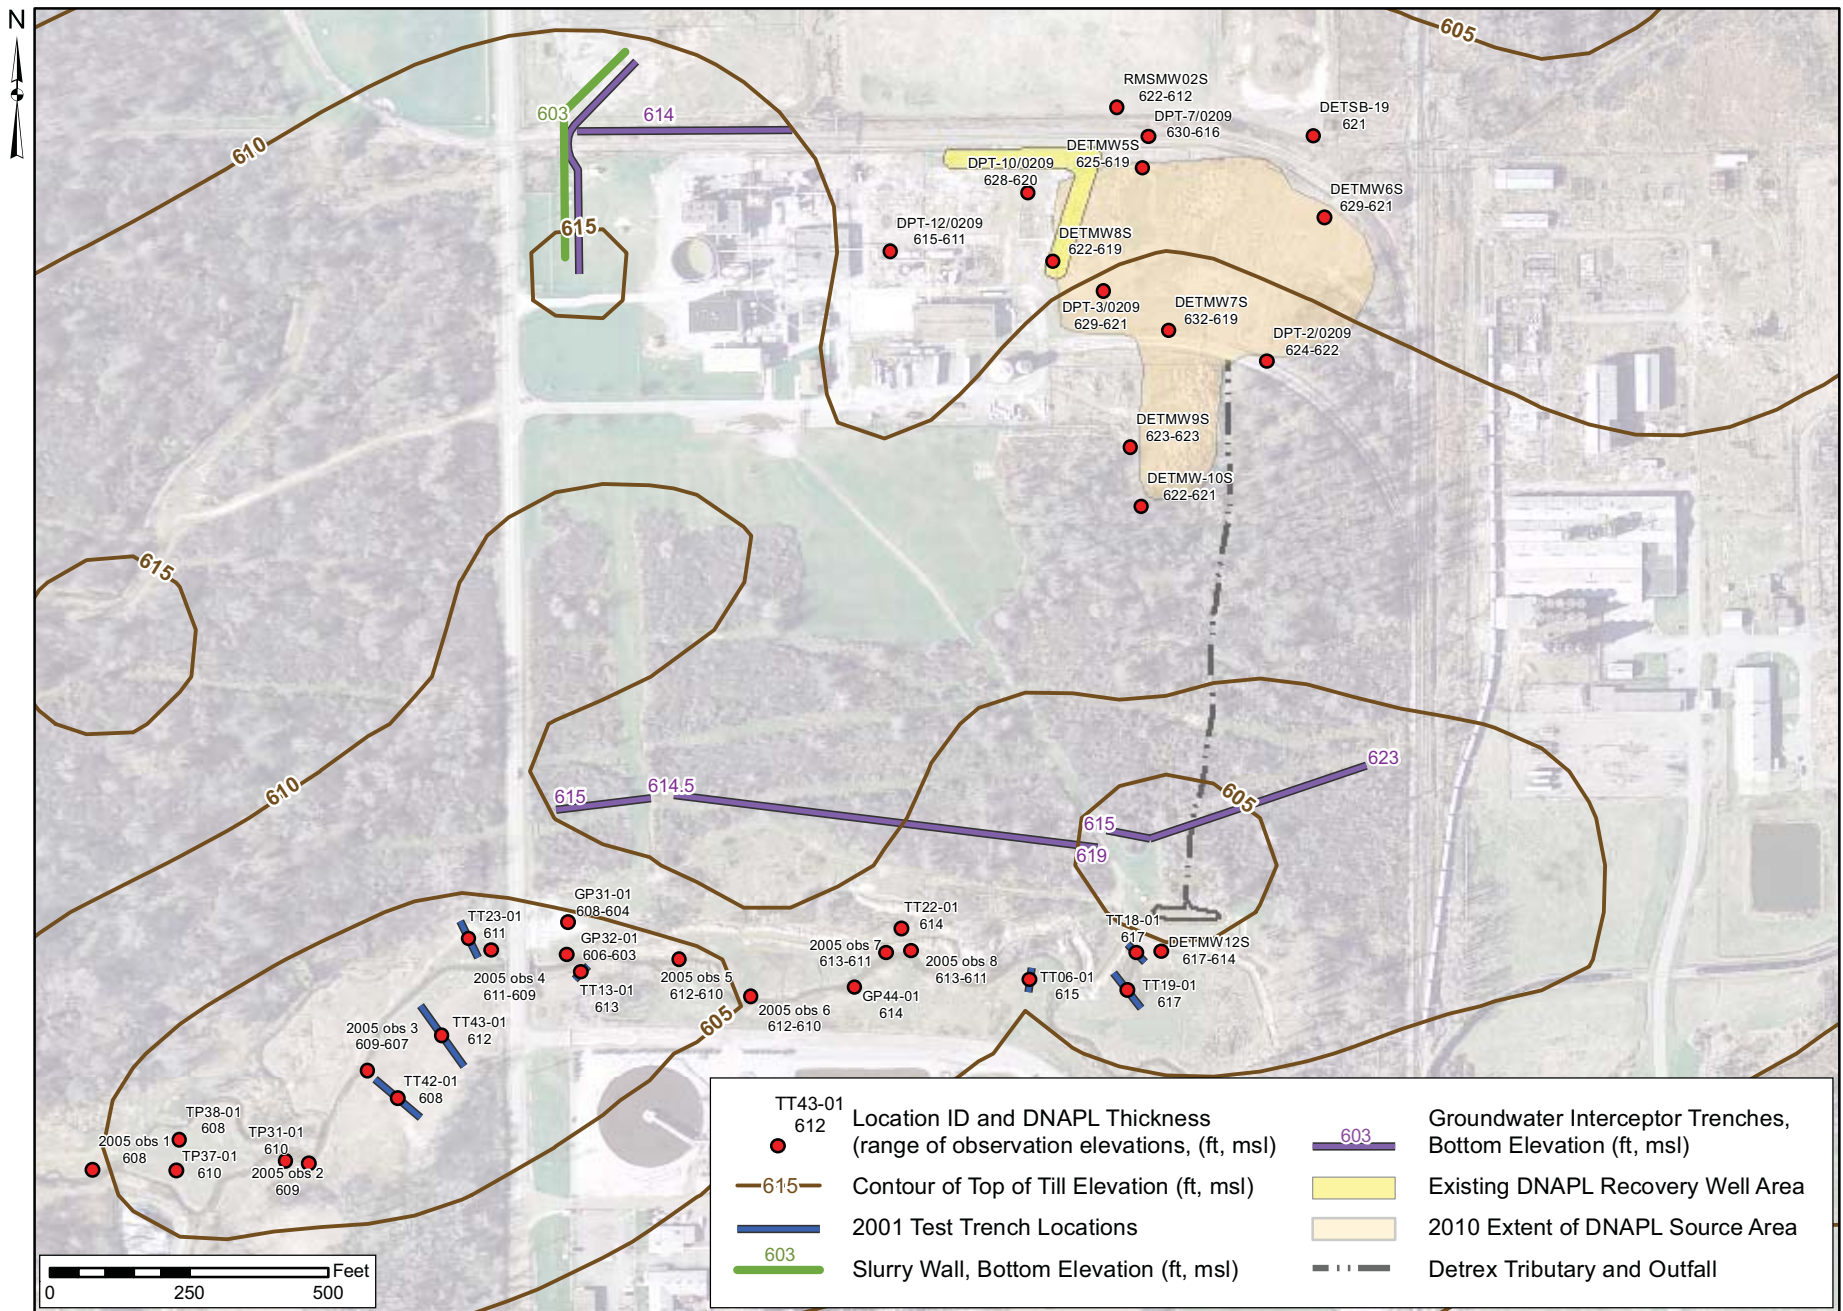 N
605
610
603
614
615
RMSMW02S
622-612
DPT-7/0209
630-616
DETSB-19
621
DETMW5S
625-619
DPT-10/0209
628-620
DETMW6S
629-621
DPT-12/0209
615-611
DETMW8S
622-619
DPT-3/0209
629-621
DETMW7S
632-619
DPT-2/0209
624-622
DETMW9S
623-623
DETMW-10S
622-621
615
610
615
614.5
623
605
615
619
GP31-01
608-604
TT23-01
611
GP32-01
606-603
2005 obs 4
611-609
TT13-01
613
2005 obs 5
612-610
2005 obs 6
612-610
605
TT22-01
614
2005 obs 7
613-611
2005 obs 8
613-611
GP44-01
614
TT18-01
617
DETMW12S
617-614
TT06-01
615
TT19-01
617
2005 obs 3
609-607
TT43-01
612
TT42-01
608
TP38-01
608
2005 obs 1
608
TP37-01
610
TP31-01
610
2005 obs 2
609
Feet
0 250 500
TT43-01
612
Location ID and DNAPL Thickness
(range of observation elevations, (ft, msl)
615
Contour of Top of Till Elevation (ft, msl)
2001 Test Trench Locations
603
Slurry Wall, Bottom Elevation (ft, msl)
603
Groundwater Interceptor Trenches,
Bottom Elevation (ft, msl)
Existing DNAPL Recovery Well Area
2010 Extent of DNAPL Source Area
Detrex Tributary and Outfall